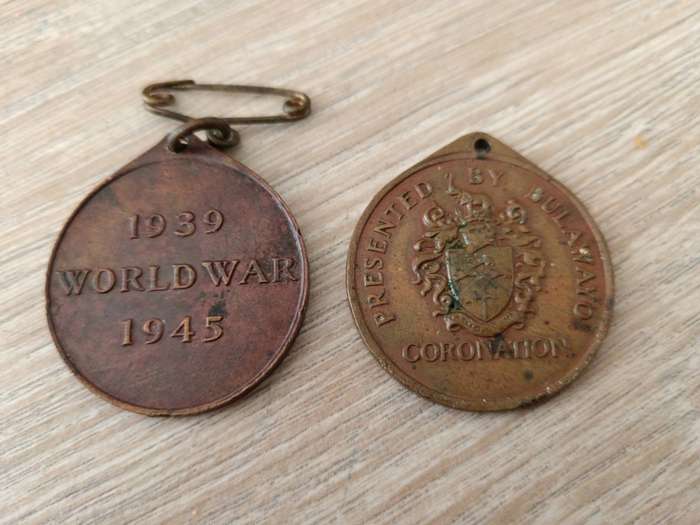 1939
WORLD WAR
1945
PRESENTED BY BULAWAYO
CORONATION